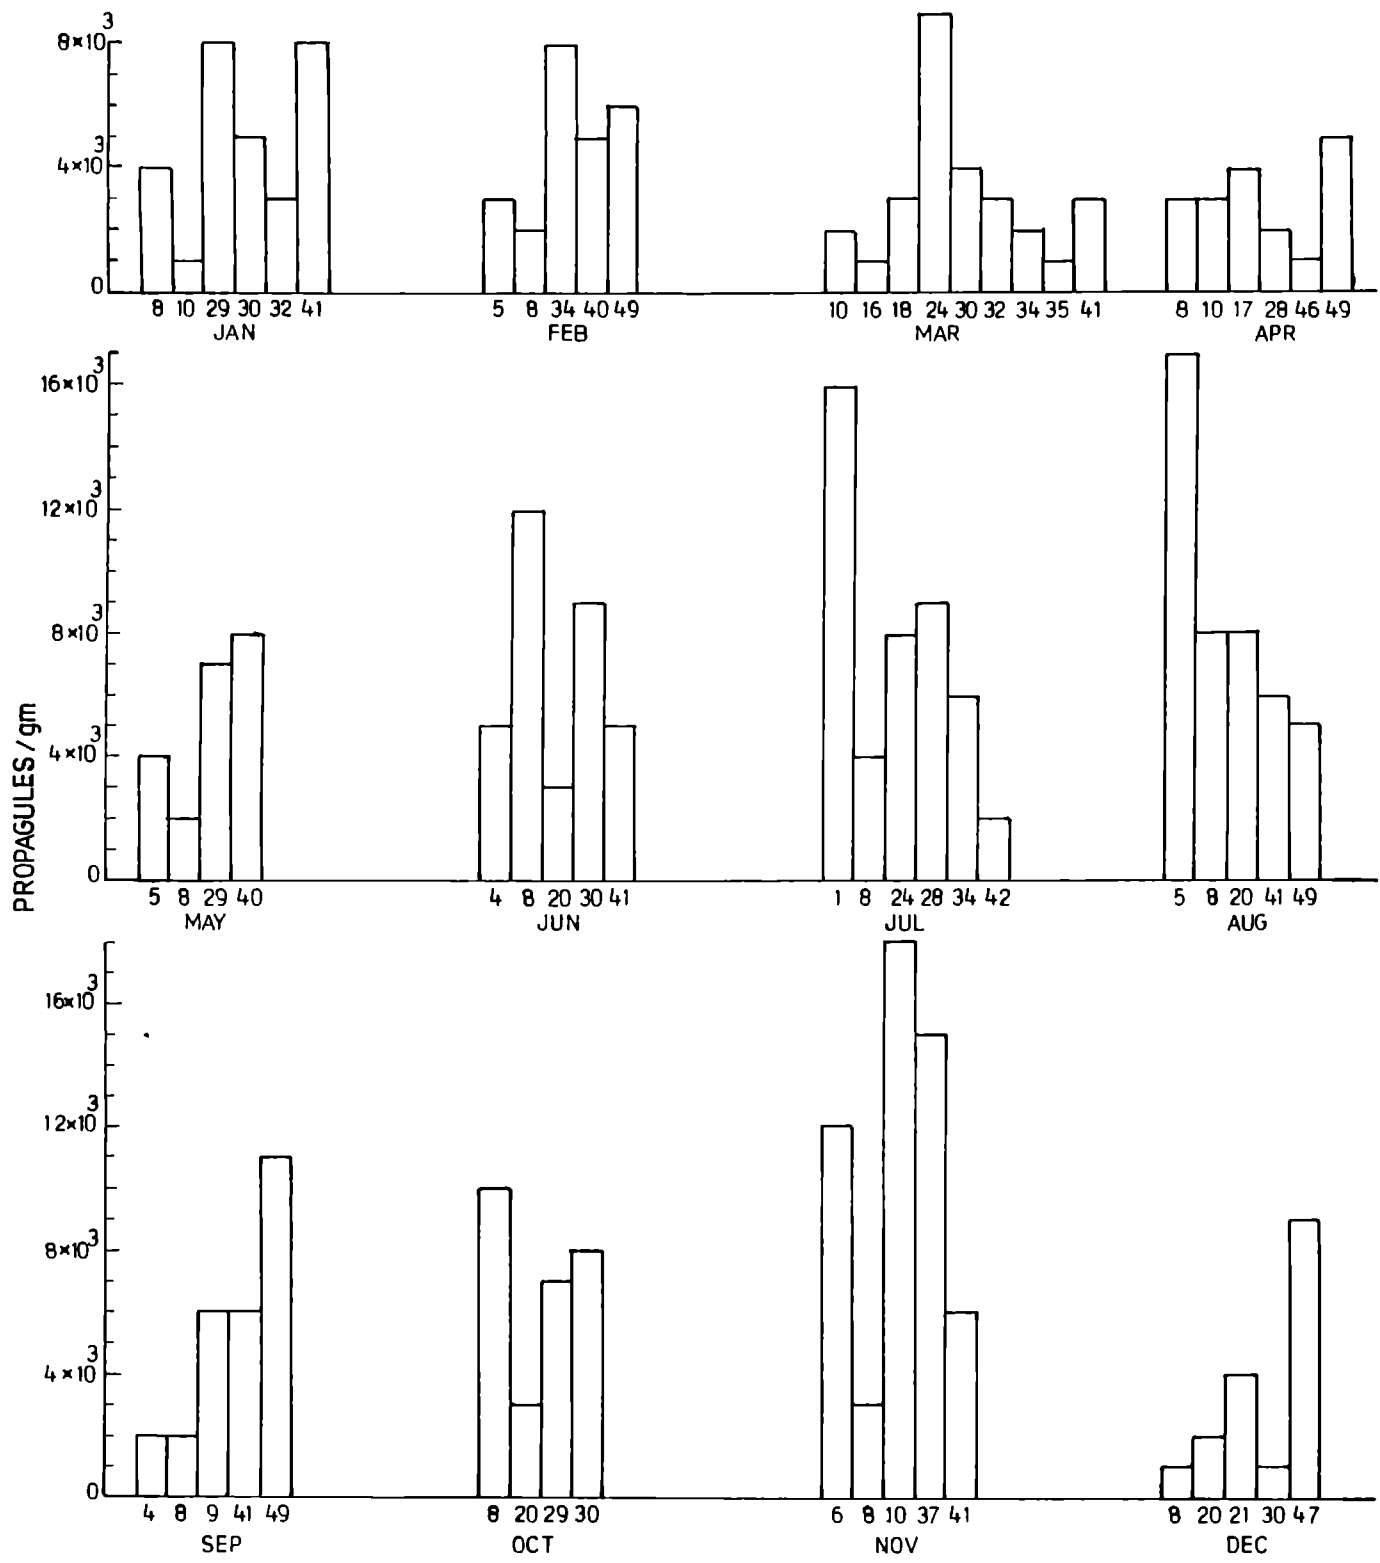 8×10³
4×10³
0
8 10 29 30 32 41
JAN
5 8 34 40 49
FEB
10 16 18 24 30 32 34 35 41
MAR
8 10 17 28 46 49
APR
PROPAGULES/gm
16×10³
12×10³
8×10³
4×10³
0
5 8 29 40
MAY
4 8 20 30 41
JUN
1 8 24 28 34 42
JUL
5 8 20 41 49
AUG
16×10³
12×10³
8×10³
4×10³
0
4 8 9 41 49
SEP
8 20 29 30
OCT
6 8 10 37 41
NOV
8 20 21 30 47
DEC